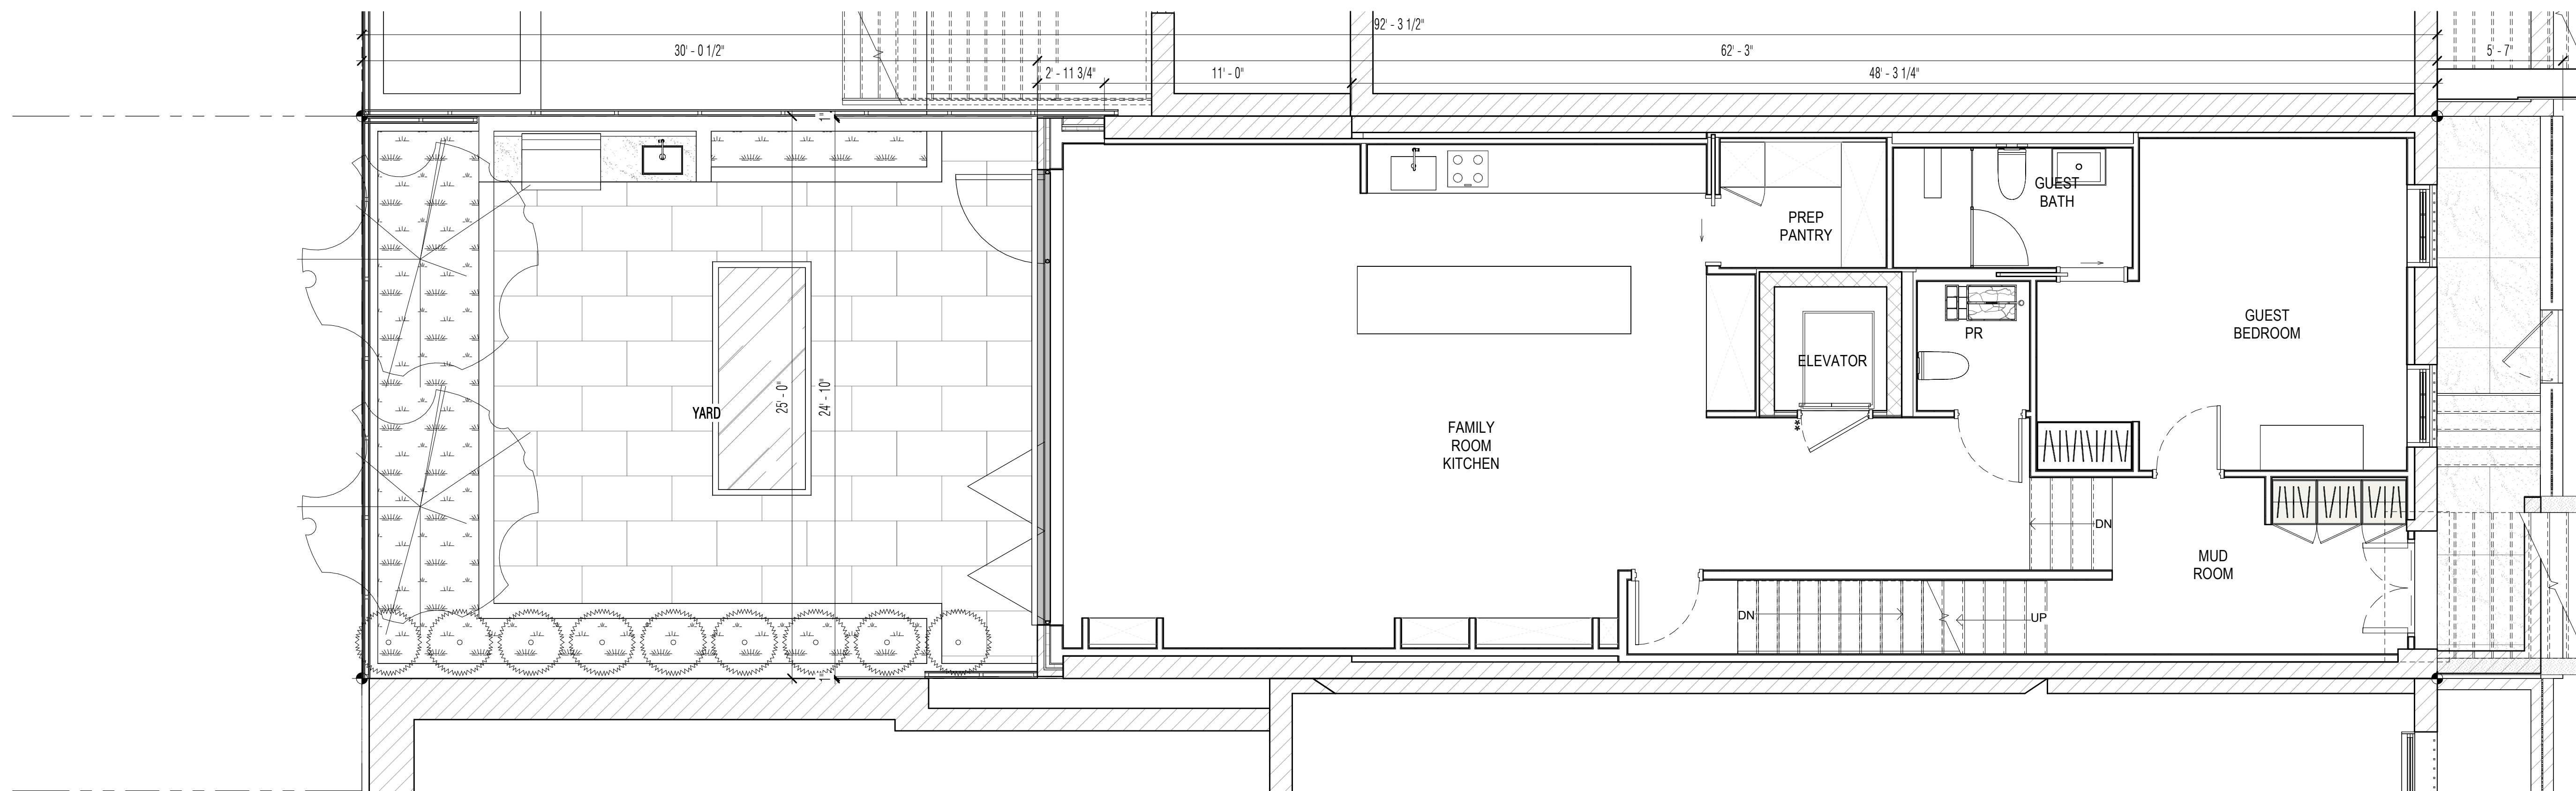 92' - 3 1/2"
30' - 0 1/2"
62' - 3"
5' - 7"
2' - 11 3/4"
11' - 0"
48' - 3 1/4"
GUEST
BATH
PREP
PANTRY
GUEST
BEDROOM
PR
ELEVATOR
25' - 0"
24' - 10"
YARD
FAMILY
ROOM
KITCHEN
**
DN
MUD
ROOM
DN
UP